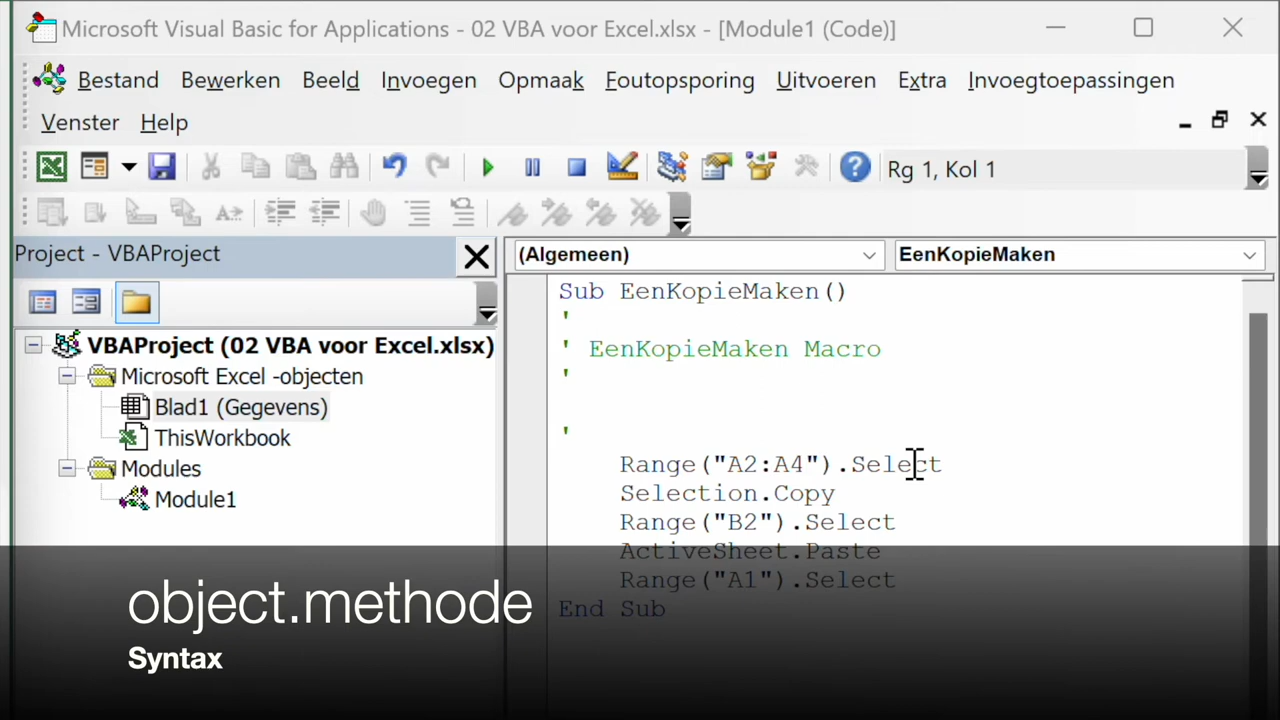 Microsoft Visual Basic for Applications - 02 VBA voor Excel.xlsx - [Module1 (Code)]
Bestand Bewerken Beeld Invoegen Opmaak Foutopsporing Uitvoeren Extra Invoegtoepassingen
Venster Help
Rg 1, Kol 1
Project - VBAProject
(Algemeen)
EenKopieMaken
VBAProject (02 VBA voor Excel.xlsx)
Microsoft Excel -objecten
Blad1 (Gegevens)
ThisWorkbook
Modules
Module1
Sub EenKopieMaken()
'
' EenKopieMaken Macro
'
'
Range("A2:A4").Select
Selection.Copy
Range("B2").Select
ActiveSheet.Paste
Range("A1").Select
End Sub
object.methode
Syntax